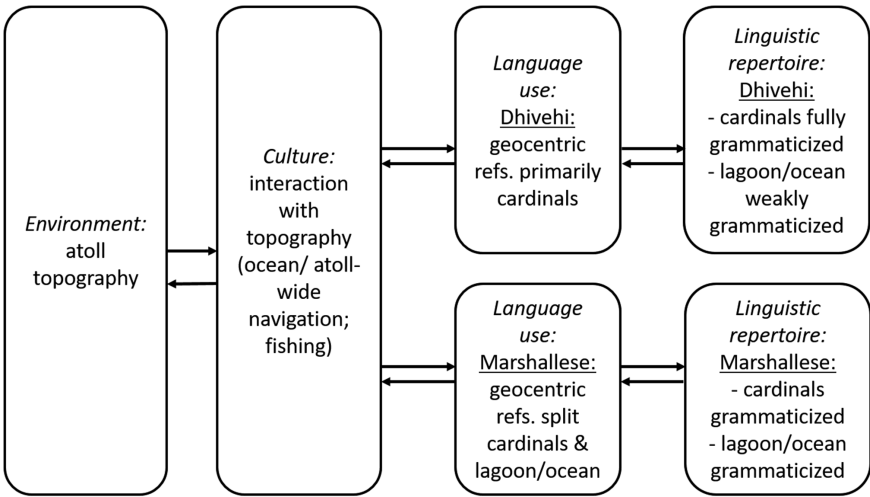 Environment:
atoll
topography
Culture:
interaction
with
topography
(ocean/ atoll-
wide
navigation;
fishing)
Language
use:
Dhivehi:
geocentric
refs. primarily
cardinals
Linguistic
repertoire:
Dhivehi:
- cardinals fully
grammaticized
- lagoon/ocean
weakly
grammaticized
Language
use:
Marshallese:
geocentric
refs. split
cardinals &
lagoon/ocean
Linguistic
repertoire:
Marshallese:
- cardinals
grammaticized
- lagoon/ocean
grammaticized